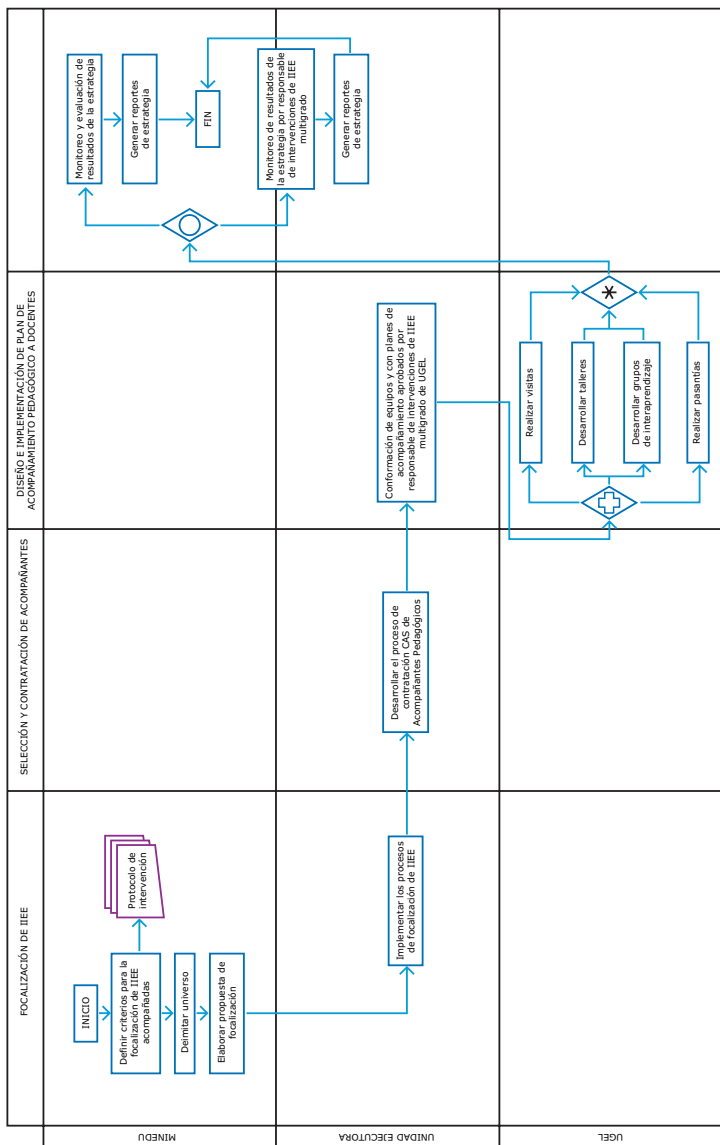 FOCALIZACIÓN DE IIEE
SELECCIÓN Y CONTRATACIÓN DE ACOMPAÑANTES
DISEÑO E IMPLEMENTACIÓN DE PLAN DE
ACOMPAÑAMIENTO PEDAGÓGICO A DOCENTES
MINEDU
INICIO
Definir criterios para la
focalización de IIEE
acompañadas
Protocolo de
intervención
Deimitar universo
Elaborar propuesta de
focalización
Monitoreo y evaluación de
resultados de la estrategia
Generar reportes
de estrategia
FIN
UNIDAD EJECUTORA
Implementar los procesos
de focalización de IIEE
Desarrollar el proceso de
contratación CAS de
Acompañantes Pedagógicos
Conformación de equipos y con planes de
acompañamiento aprobados por
responsable de intervenciones de IIEE
multigrado de UGEL
Monitoreo de resultados de
la estrategia por responsable
de intervenciones de IIEE
multigrado
Generar reportes
de estrategia
UGEL
Realizar visitas
Desarrollar talleres
Desarrollar grupos
de interaprendizaje
Realizar pasantías